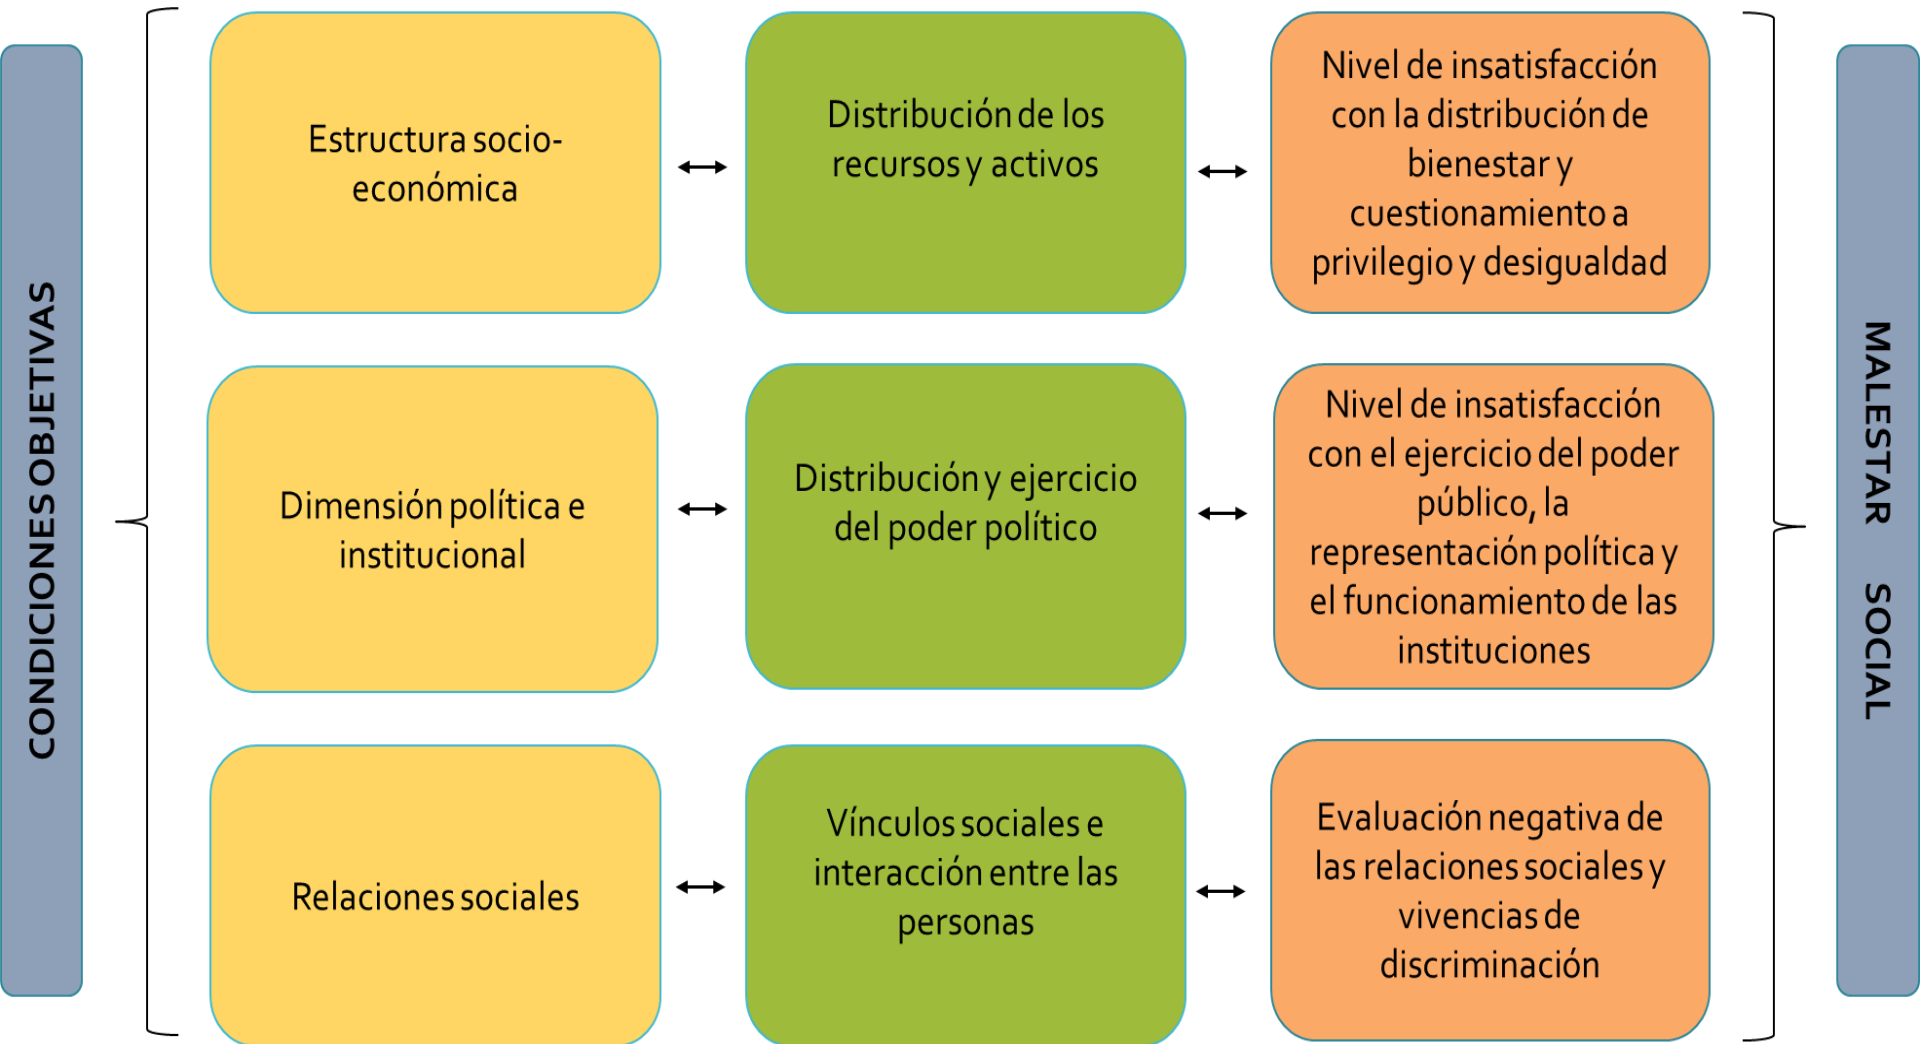 CONDICIONES OBJETIVAS
Estructura socio-
económica
Distribución de los
recursos y activos
Nivel de insatisfacción
con la distribución de
bienestar y
cuestionamiento a
privilegio y desigualdad
Dimensión política e
institucional
Distribución y ejercicio
del poder político
Nivel de insatisfacción
con el ejercicio del poder
público, la
representación política y
el funcionamiento de las
instituciones
Relaciones sociales
Vínculos sociales e
interacción entre las
personas
Evaluación negativa de
las relaciones sociales y
vivencias de
discriminación
MALESTAR SOCIAL